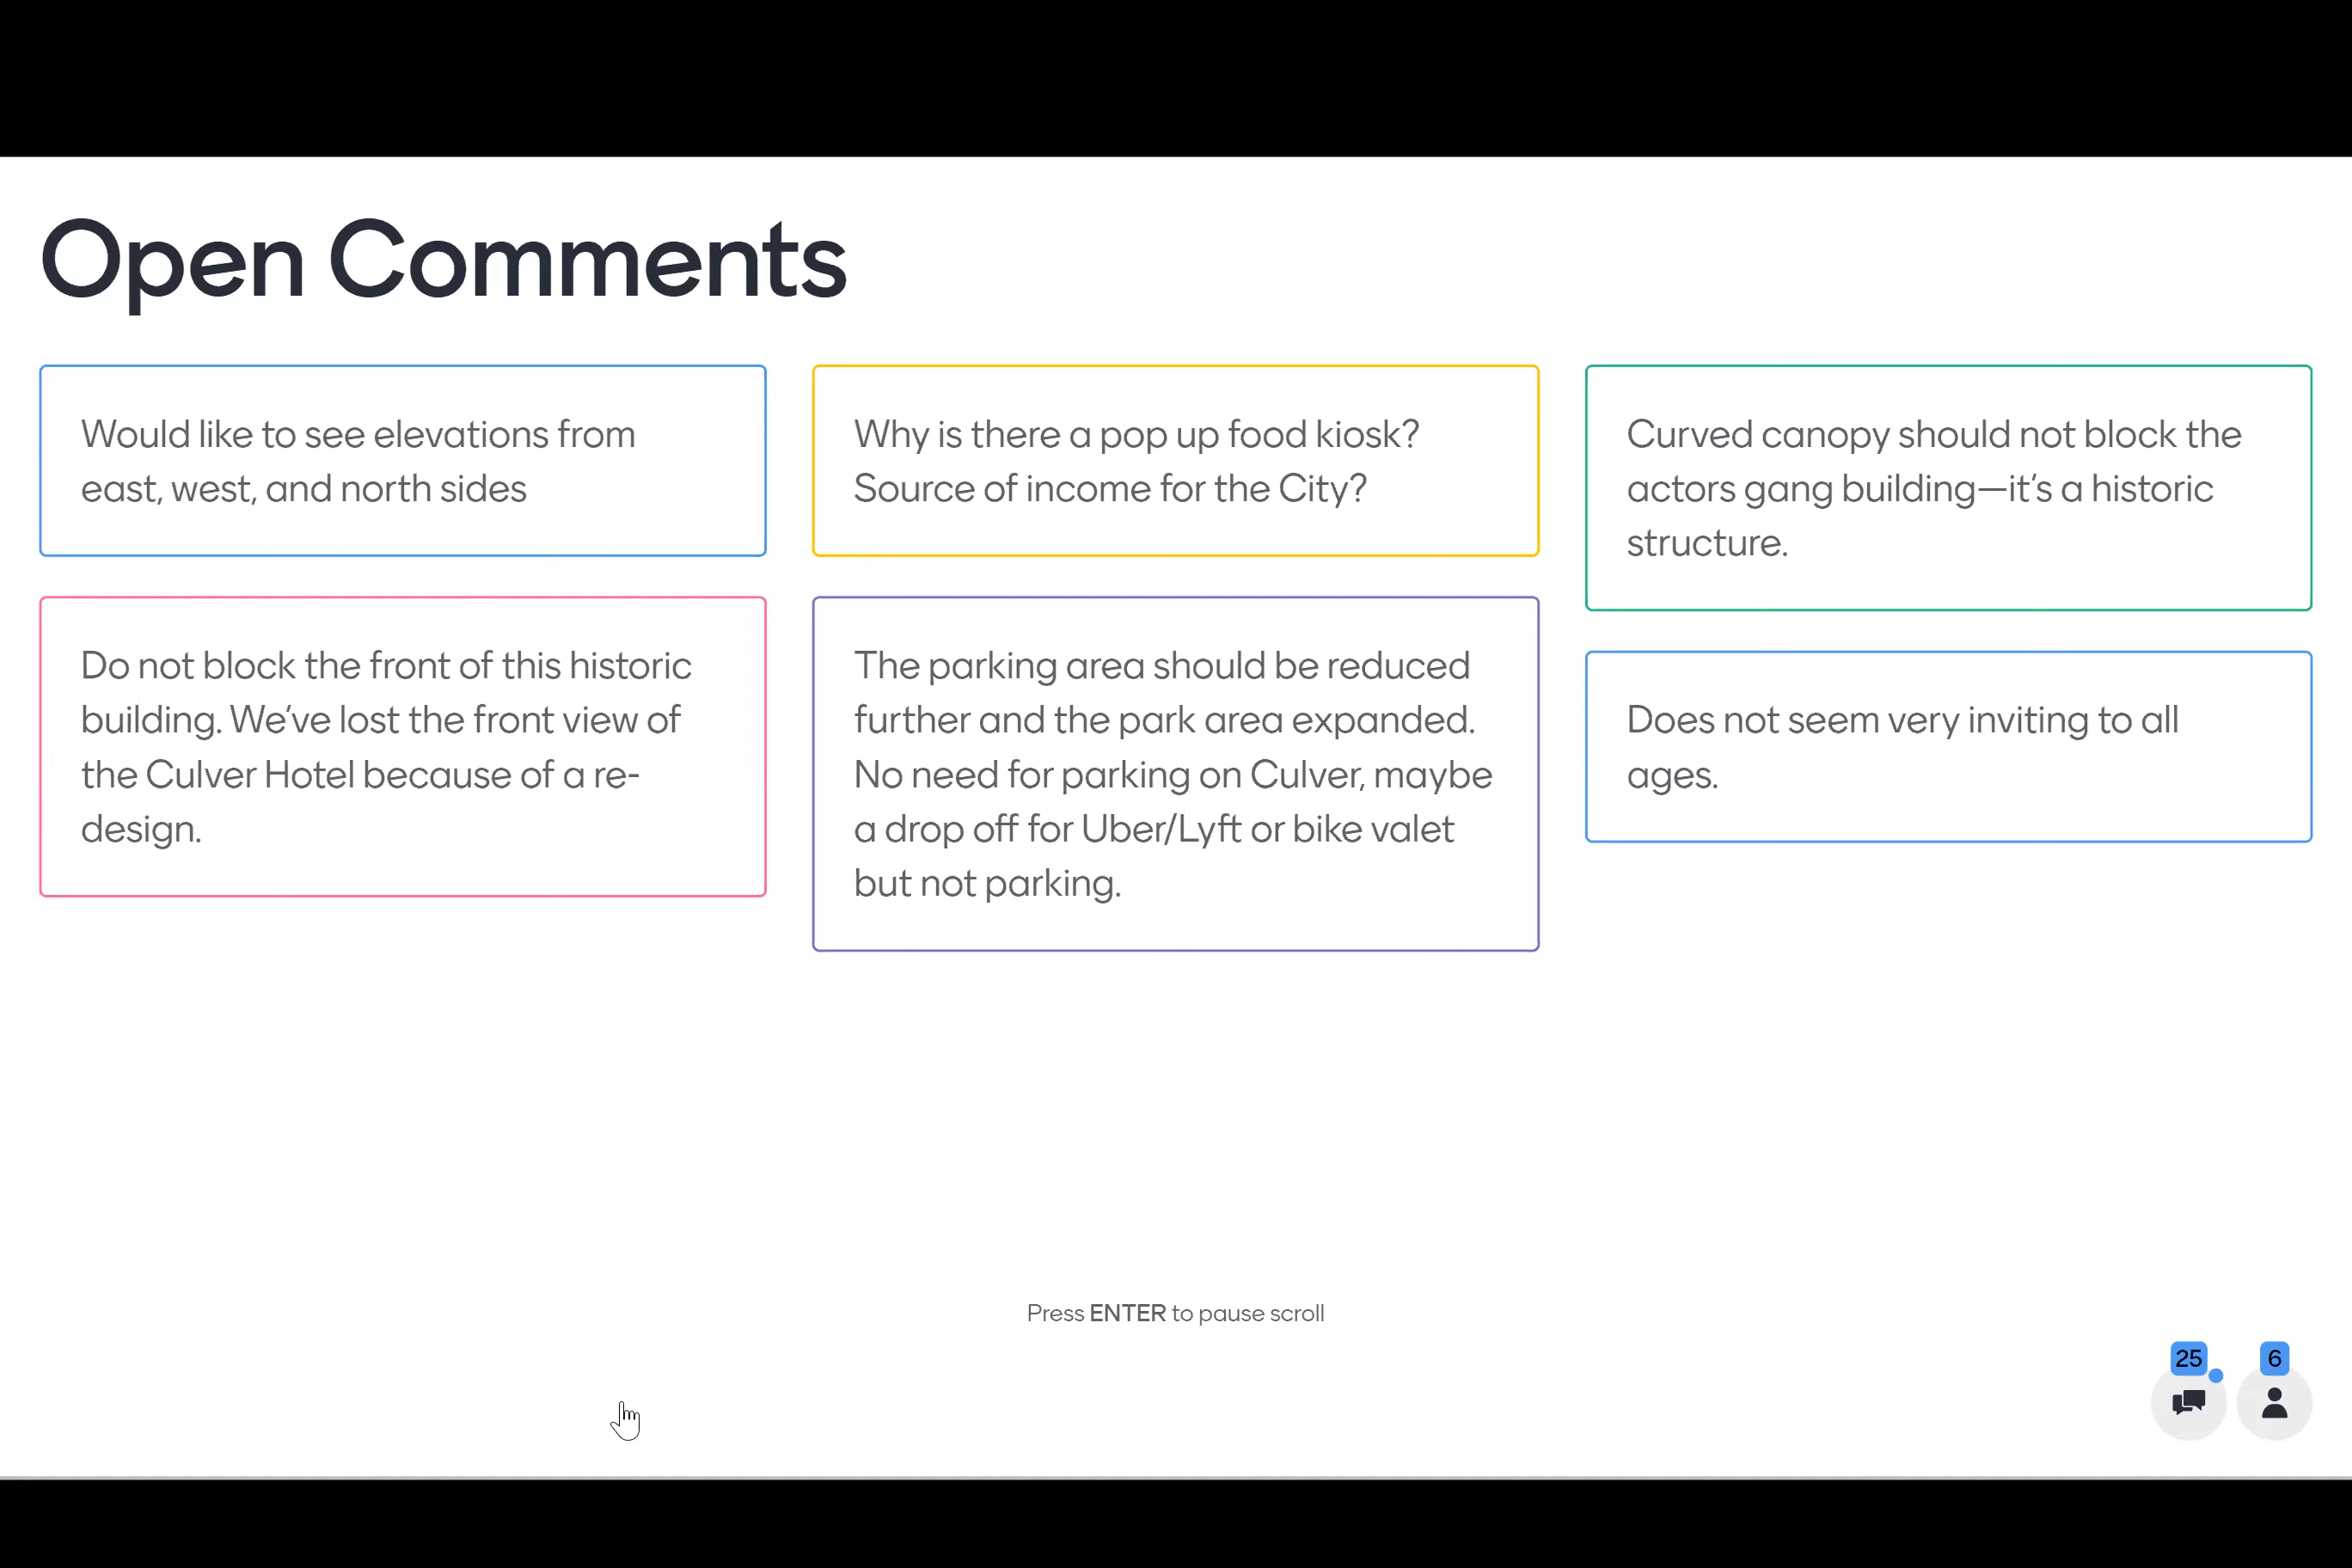 Open Comments
Would like to see elevations from
east, west, and north sides
Why is there a pop up food kiosk?
Source of income for the City?
Curved canopy should not block the
actors gang building—it's a historic
structure.
Do not block the front of this historic
building. We've lost the front view of
the Culver Hotel because of a re-
design.
The parking area should be reduced
further and the park area expanded.
No need for parking on Culver, maybe
a drop off for Uber/Lyft or bike valet
but not parking.
Does not seem very inviting to all
ages.
Press ENTER to pause scroll
25
6